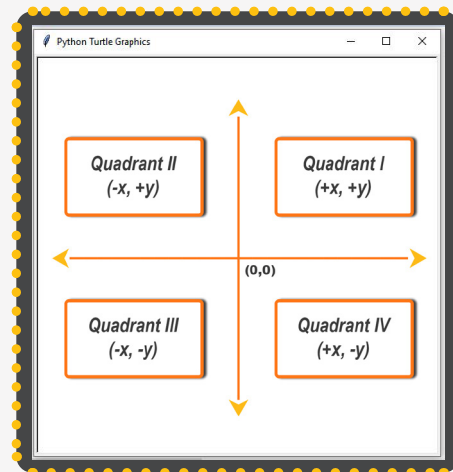 Python Turtle Graphics
Quadrant II
(-x, +y)
Quadrant I
(+x, +y)
(0,0)
Quadrant III
(-x, -y)
Quadrant IV
(+x, -y)